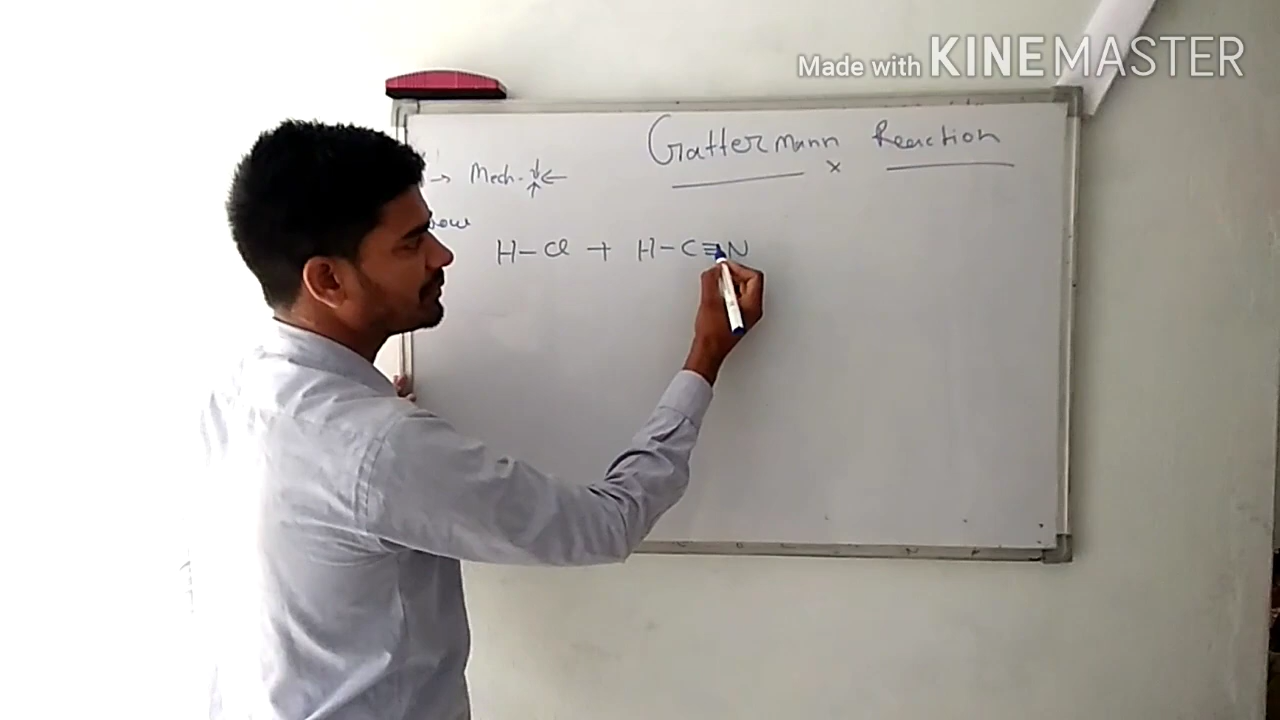 Made with KINEMASTER
Gattermann Reaction
→ Mech.
H-Cl + H-C≡N